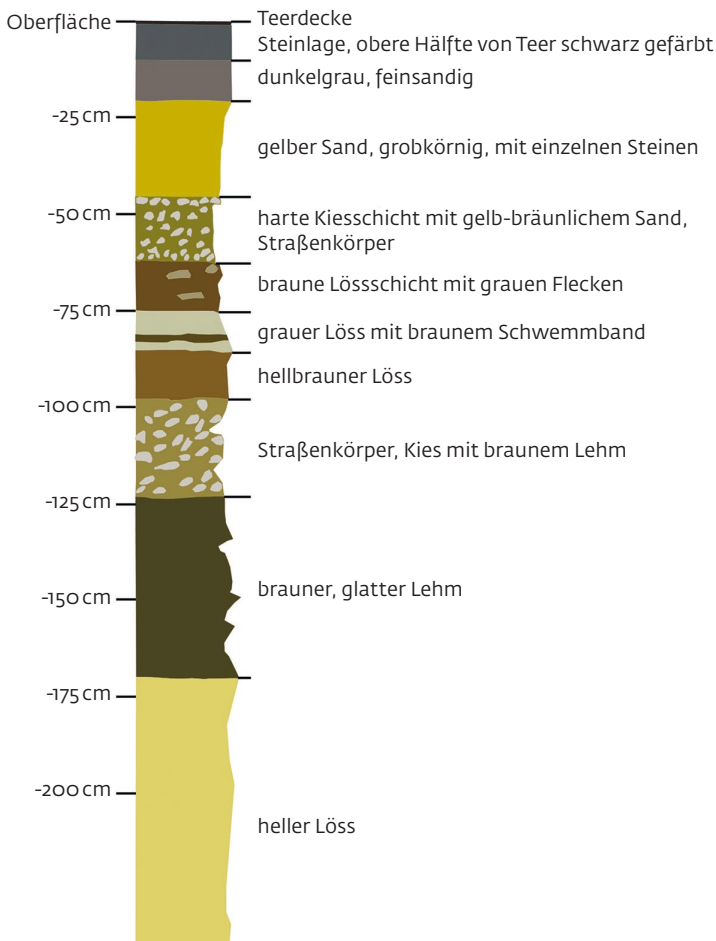 Oberfläche
Teerdecke
Steinlage, obere Hälfte von Teer schwarz gefärbt
dunkelgrau, feinsandig
-25 cm
gelber Sand, grobkörnig, mit einzelnen Steinen
-50 cm
harte Kiesschicht mit gelb-bräunlichem Sand,
Straßenkörper
braune Lössschicht mit grauen Flecken
-75 cm
grauer Löss mit braunem Schwemmband
hellbrauner Löss
-100 cm
Straßenkörper, Kies mit braunem Lehm
-125 cm
brauner, glatter Lehm
-150 cm
-175 cm
-200 cm
heller Löss